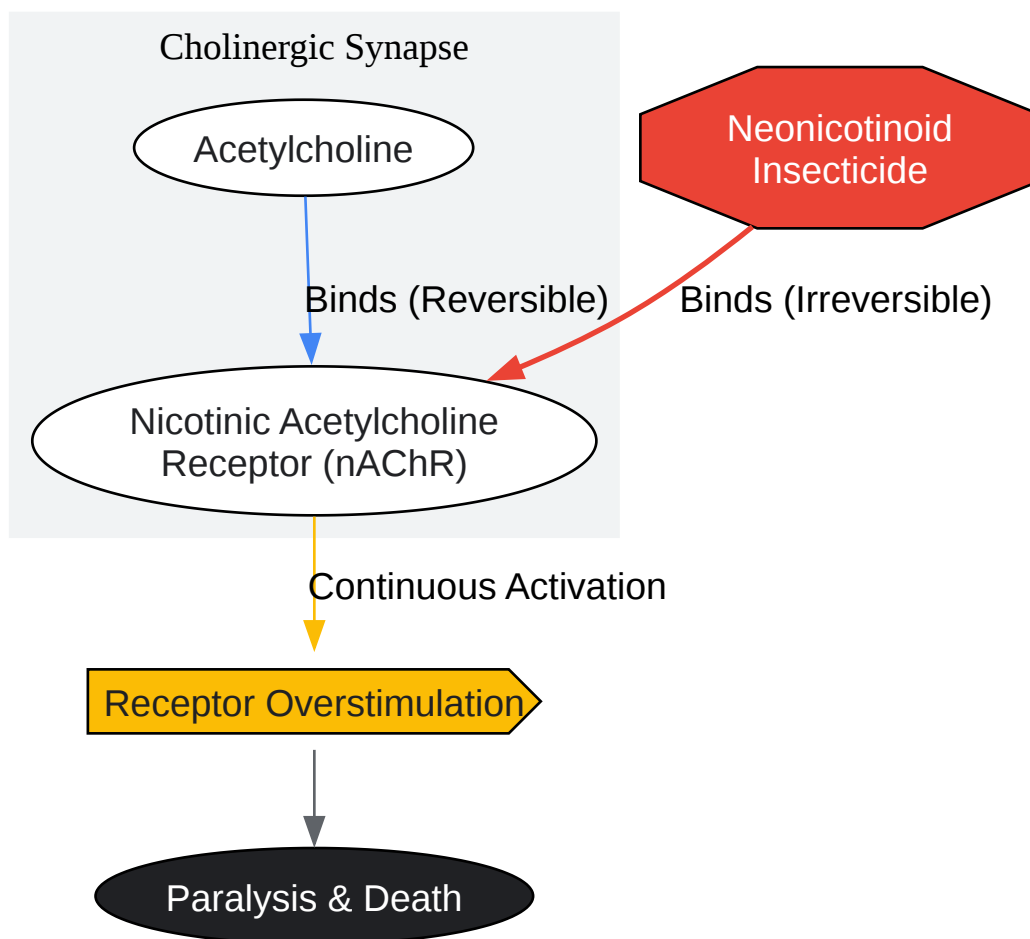 Cholinergic Synapse
Acetylcholine
Neonicotinoid
Insecticide
Binds (Reversible)
Binds (Irreversible)
Nicotinic Acetylcholine
Receptor (nAChR)
Continuous Activation
Receptor Overstimulation
Paralysis & Death